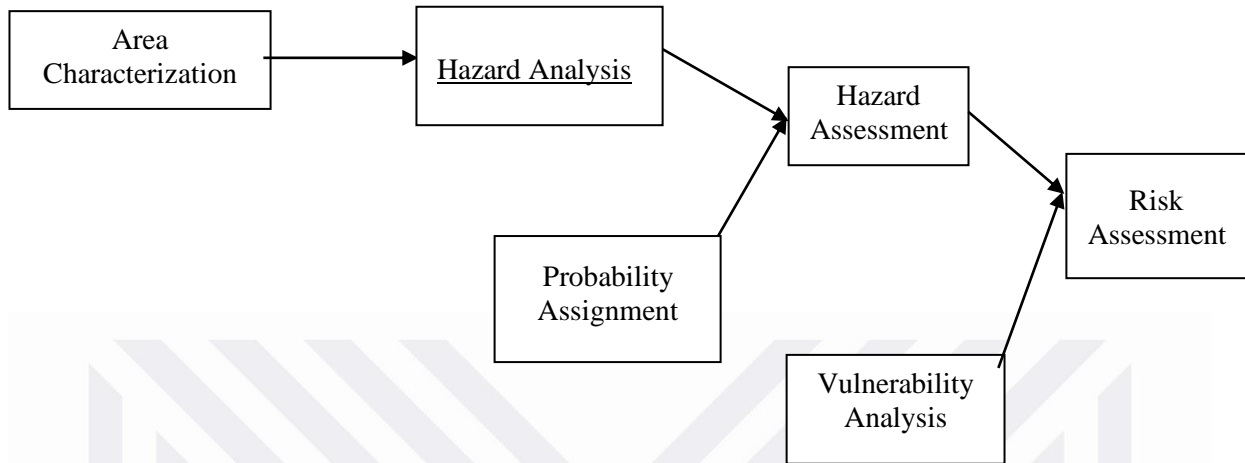 Area
Characterization
Hazard Analysis
Hazard
Assessment
Risk
Assessment
Probability
Assignment
Vulnerability
Analysis